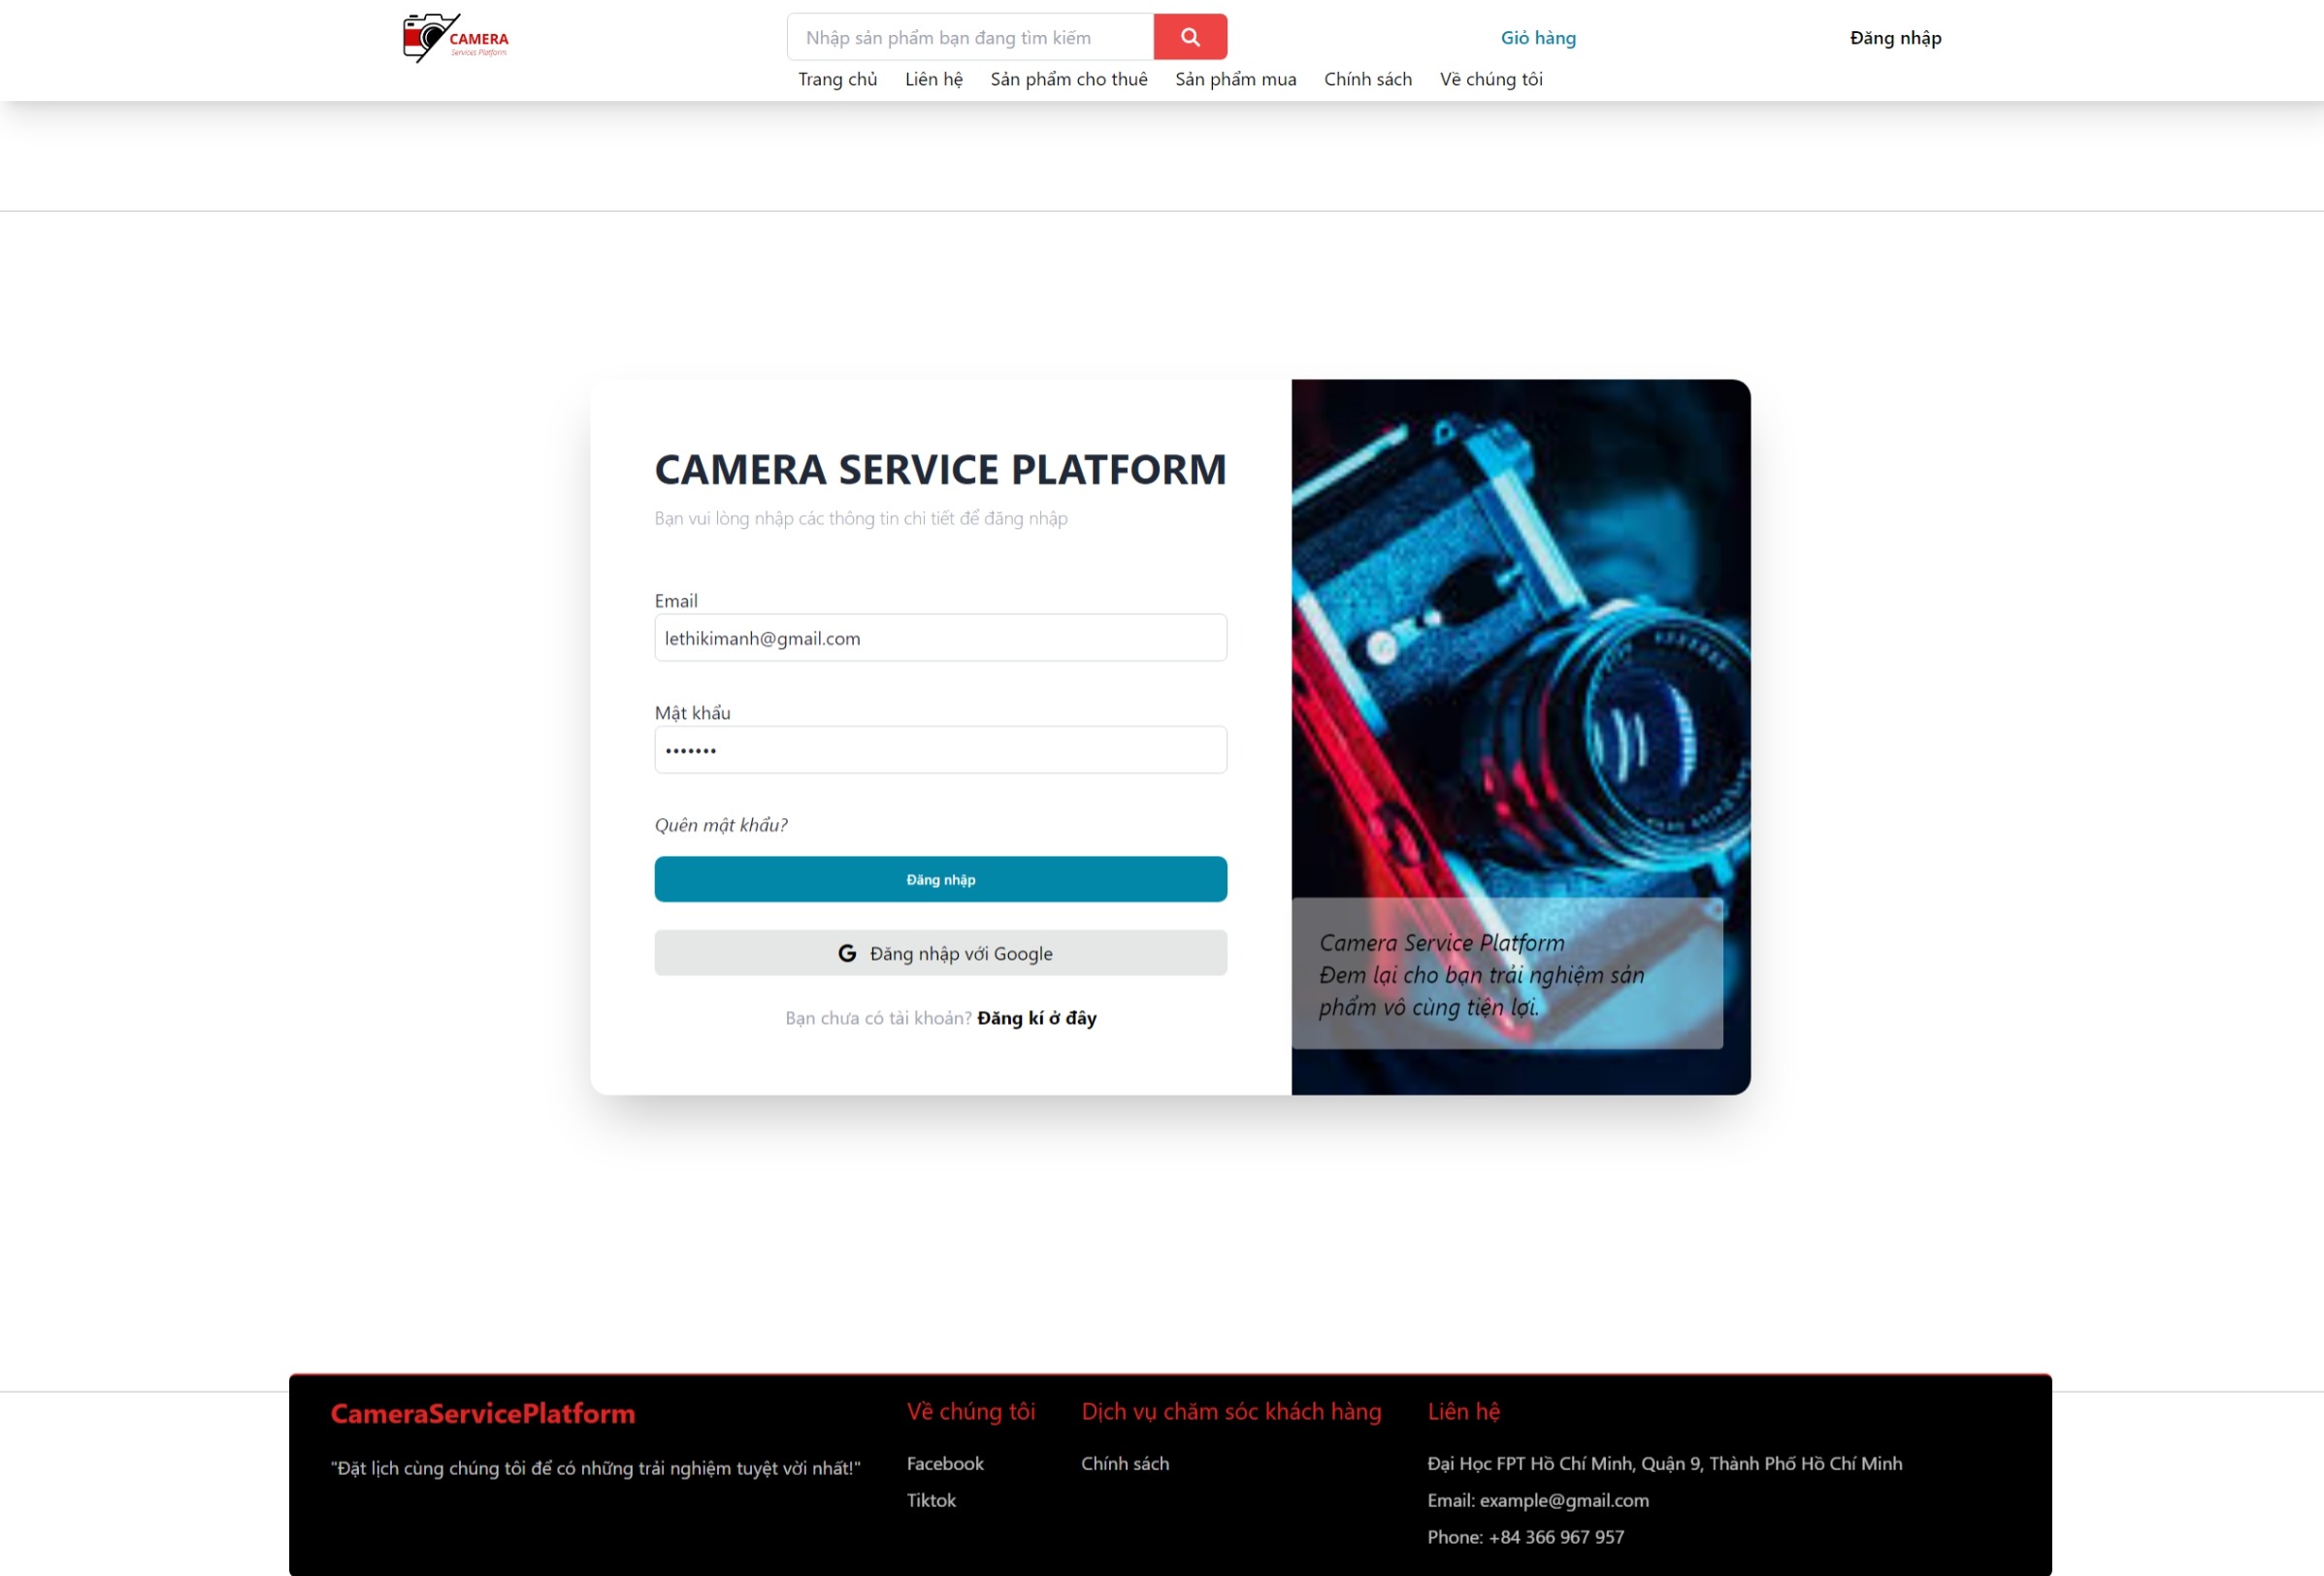 CAMERA
Services Platform
Nhập sản phẩm bạn đang tìm kiếm
Giỏ hàng
Đăng nhập
Trang chủ
Liên hệ
Sản phẩm cho thuê
Sản phẩm mua
Chính sách
Về chúng tôi
CAMERA SERVICE PLATFORM
Bạn vui lòng nhập các thông tin chi tiết để đăng nhập
Email
lethikimanh@gmail.com
Mật khẩu
•••••••
Quên mật khẩu?
Đăng nhập
Đăng nhập với Google
Bạn chưa có tài khoản? Đăng kí ở đây
Camera Service Platform
Đem lại cho bạn trải nghiệm sản
phẩm vô cùng tiện lợi.
CameraServicePlatform
"Đặt lịch cùng chúng tôi để có những trải nghiệm tuyệt vời nhất!"
Về chúng tôi
Facebook
Tiktok
Dịch vụ chăm sóc khách hàng
Chính sách
Liên hệ
Đại Học FPT Hồ Chí Minh, Quận 9, Thành Phố Hồ Chí Minh
Email: example@gmail.com
Phone: +84 366 967 957